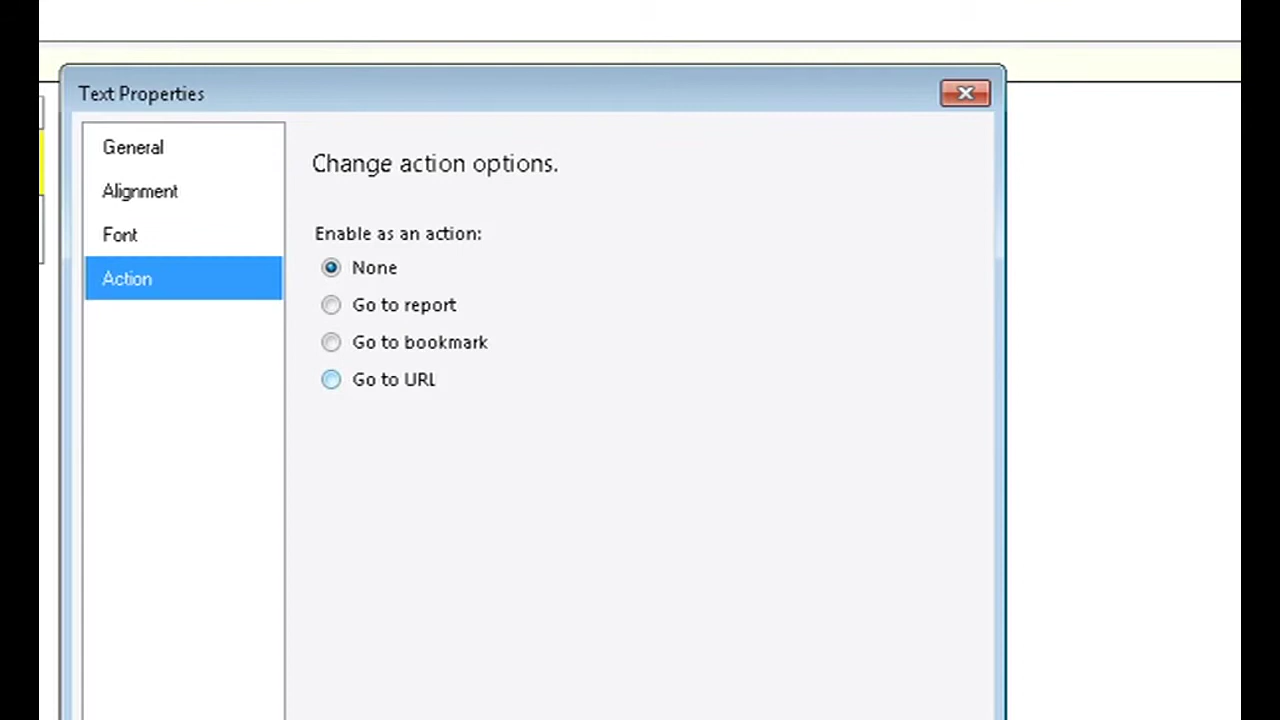 Text Properties
General
Alignment
Font
Action
Change action options.
Enable as an action:
None
Go to report
Go to bookmark
Go to URL